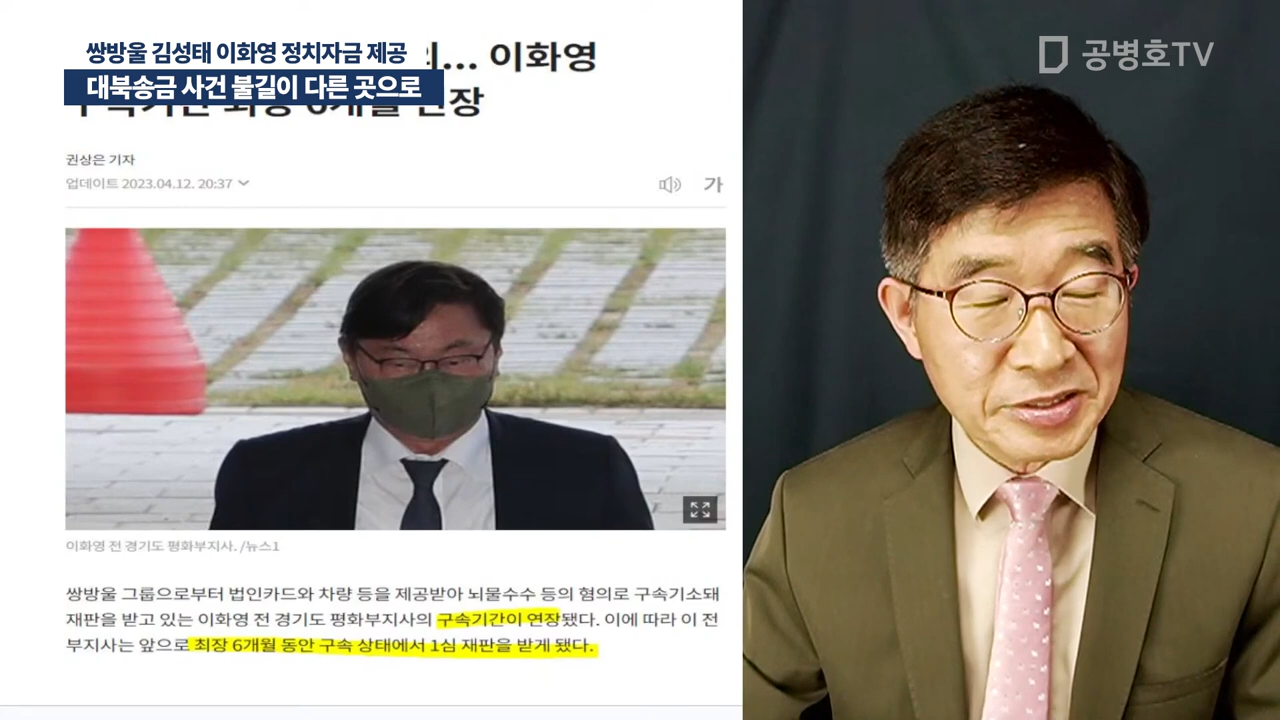 쌍방울 김성태 이화영 정치자금 제공
대북송금 사건 불길이 다른 곳으로
... 이화영
연장
공병호TV
권상은 기자
업데이트 2023.04.12. 20:37
가
이화영 전 경기도 평화부지사. /뉴스1
쌍방울 그룹으로부터 법인카드와 차량 등을 제공받아 뇌물수수 등의 혐의로 구속기소돼
재판을 받고 있는 이화영 전 경기도 평화부지사의 구속기간이 연장됐다. 이에 따라 이 전
부지사는 앞으로 최장 6개월 동안 구속 상태에서 1심 재판을 받게 됐다.